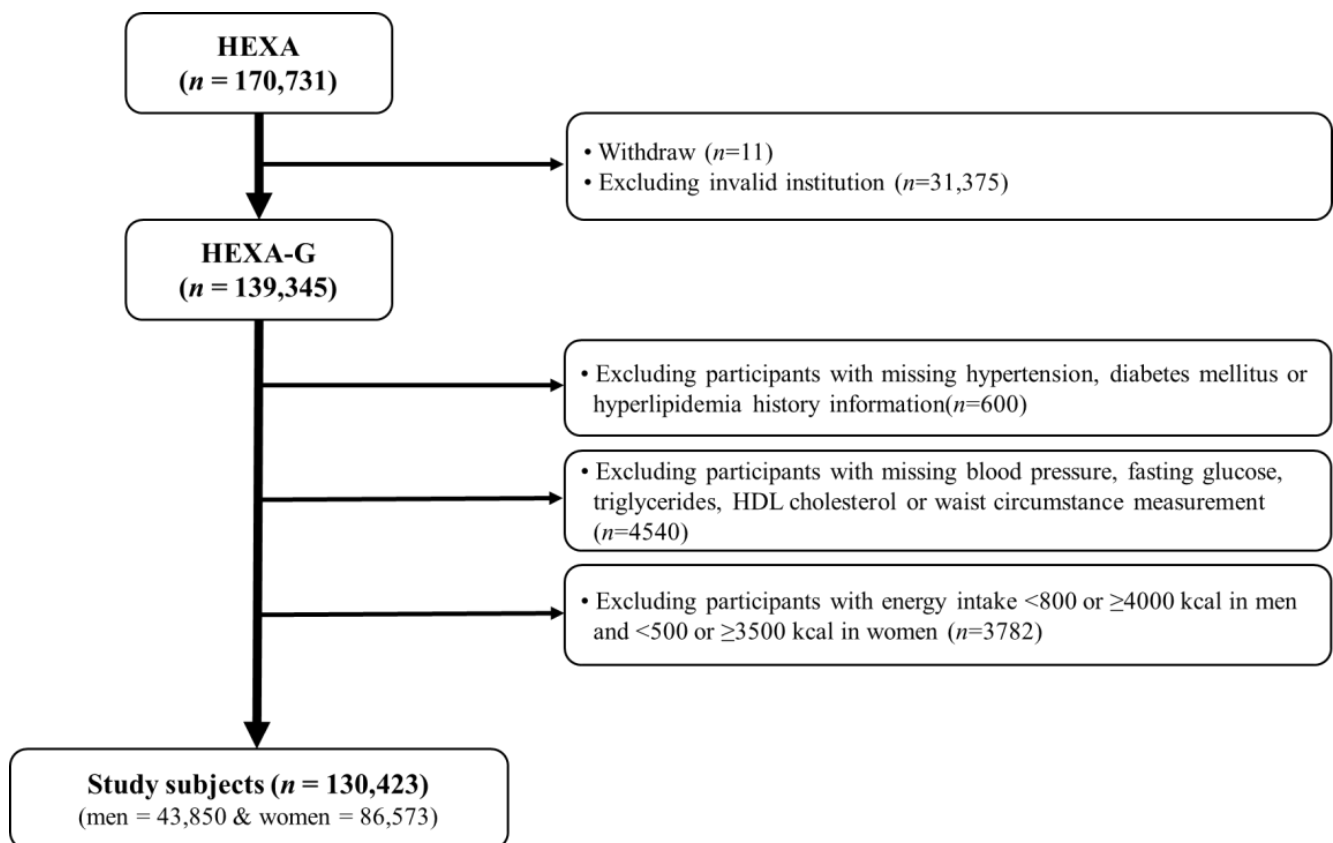 HEXA
(n = 170,731)
• Withdraw (n=11)
• Excluding invalid institution (n=31,375)
HEXA-G
(n = 139,345)
• Excluding participants with missing hypertension, diabetes mellitus or
hyperlipidemia history information(n=600)
• Excluding participants with missing blood pressure, fasting glucose,
triglycerides, HDL cholesterol or waist circumstance measurement
(n=4540)
• Excluding participants with energy intake <800 or ≥4000 kcal in men
and <500 or ≥3500 kcal in women (n=3782)
Study subjects (n = 130,423)
(men = 43,850 & women = 86,573)